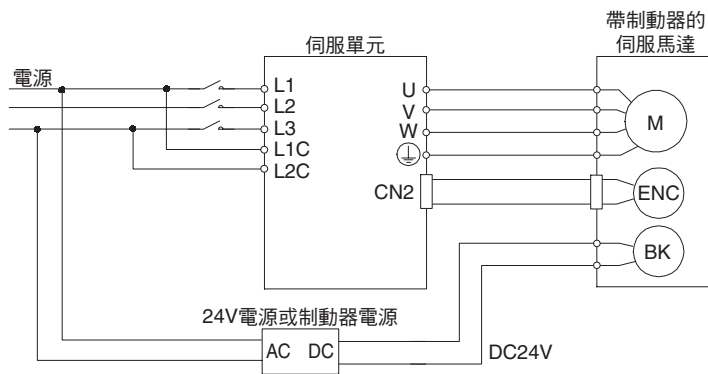 帶制動器的
伺服馬達
伺服單元
電源
L1
L2
L3
L1C
L2C
U
V
W
CN2
M
ENC
BK
24V電源或制動器電源
AC DC
DC24V